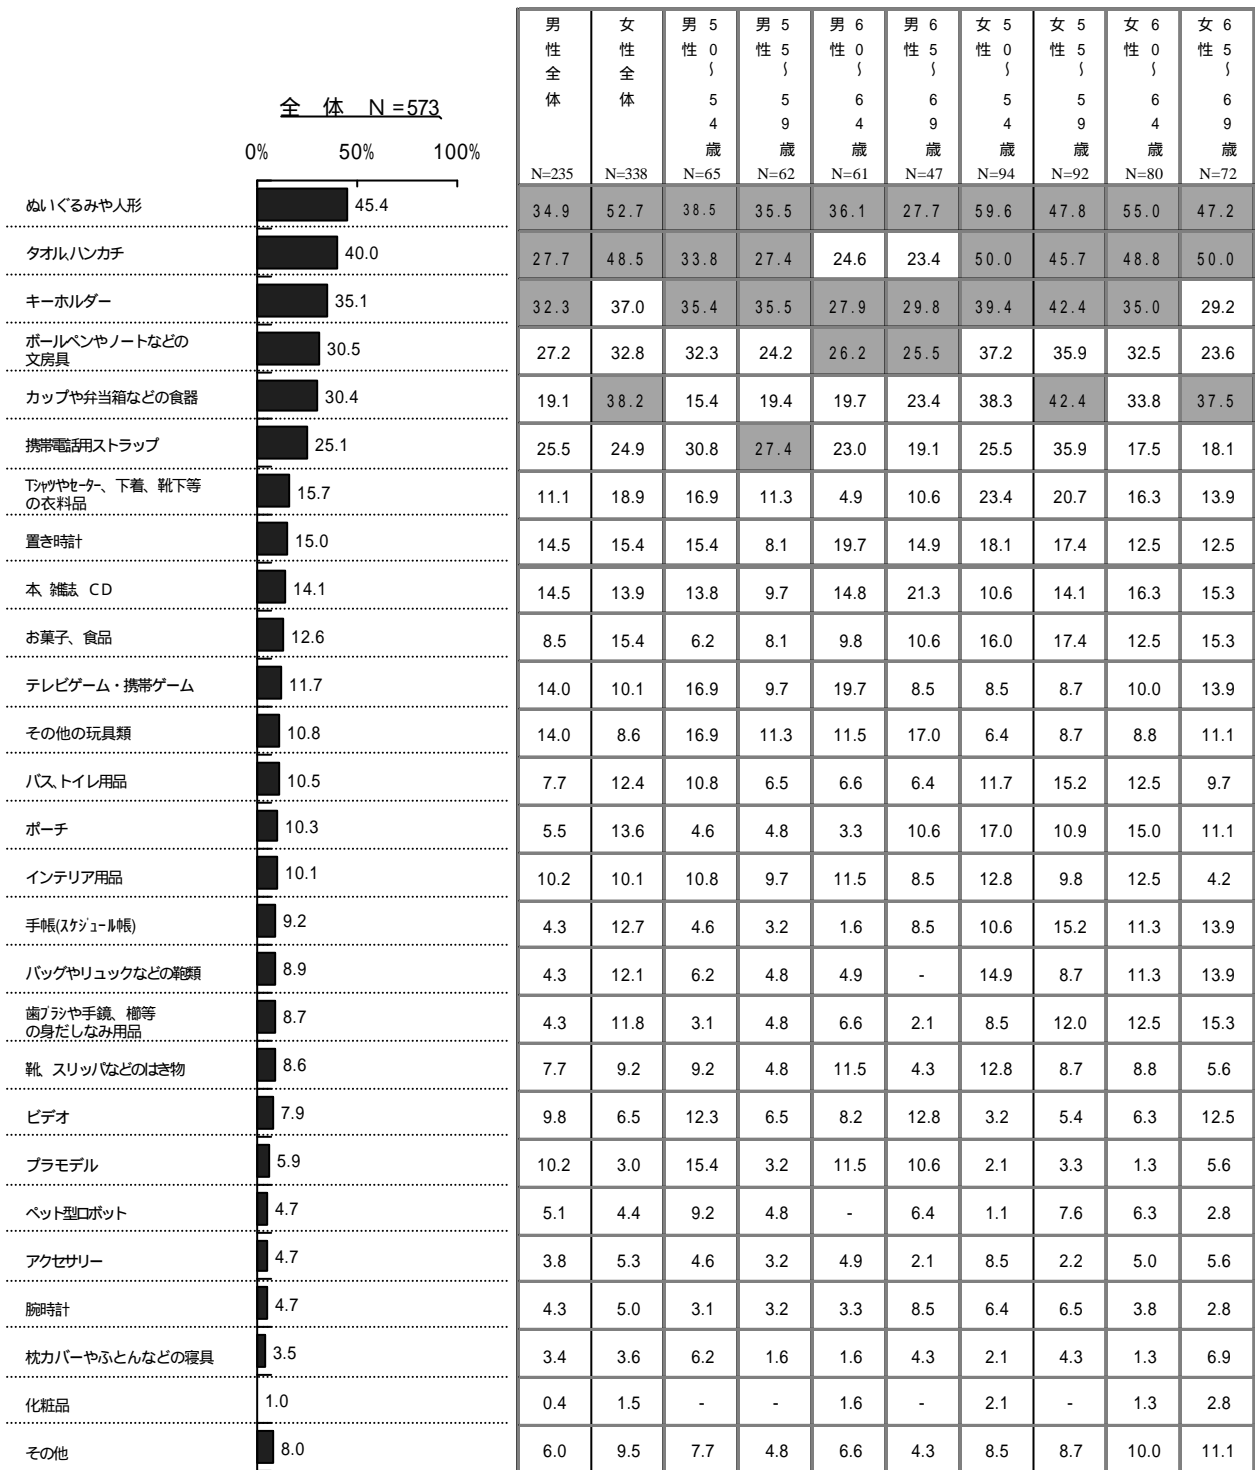 全 体 N =573
0% 50% 100%
男性全体 N=235
女性全体 N=338
男性 50~54歳 N=65
男性 55~59歳 N=62
男性 60~64歳 N=61
男性 65~69歳 N=47
女性 50~54歳 N=94
女性 55~59歳 N=92
女性 60~64歳 N=80
女性 65~69歳 N=72
ぬいぐるみや人形 45.4 34.9 52.7 38.5 35.5 36.1 27.7 59.6 47.8 55.0 47.2
タオル,ハンカチ 40.0 27.7 48.5 33.8 27.4 24.6 23.4 50.0 45.7 48.8 50.0
キーホルダー 35.1 32.3 37.0 35.4 35.5 27.9 29.8 39.4 42.4 35.0 29.2
ボールペンやノートなどの
文房具 30.5 27.2 32.8 32.3 24.2 26.2 25.5 37.2 35.9 32.5 23.6
カップや弁当箱などの食器 30.4 19.1 38.2 15.4 19.4 19.7 23.4 38.3 42.4 33.8 37.5
携帯電話用ストラップ 25.1 25.5 24.9 30.8 27.4 23.0 19.1 25.5 35.9 17.5 18.1
Tシャツやセーター、下着、靴下等
の衣料品 15.7 11.1 18.9 16.9 11.3 4.9 10.6 23.4 20.7 16.3 13.9
置き時計 15.0 14.5 15.4 15.4 8.1 19.7 14.9 18.1 17.4 12.5 12.5
本、雑誌、CD 14.1 14.5 13.9 13.8 9.7 14.8 21.3 10.6 14.1 16.3 15.3
お菓子、食品 12.6 8.5 15.4 6.2 8.1 9.8 10.6 16.0 17.4 12.5 15.3
テレビゲーム・携帯ゲーム 11.7 14.0 10.1 16.9 9.7 19.7 8.5 8.5 8.7 10.0 13.9
その他の玩具類 10.8 14.0 8.6 16.9 11.3 11.5 17.0 6.4 8.7 8.8 11.1
バス、トイレ用品 10.5 7.7 12.4 10.8 6.5 6.6 6.4 11.7 15.2 12.5 9.7
ポーチ 10.3 5.5 13.6 4.6 4.8 3.3 10.6 17.0 10.9 15.0 11.1
インテリア用品 10.1 10.2 10.1 10.8 9.7 11.5 8.5 12.8 9.8 12.5 4.2
手帳(スケジュール帳) 9.2 4.3 12.7 4.6 3.2 1.6 8.5 10.6 15.2 11.3 13.9
バッグやリュックなどの鞄類 8.9 4.3 12.1 6.2 4.8 4.9 - 14.9 8.7 11.3 13.9
歯ブラシや手鏡、櫛等
の身だしなみ用品 8.7 4.3 11.8 3.1 4.8 6.6 2.1 8.5 12.0 12.5 15.3
靴、スリッパなどのはき物 8.6 7.7 9.2 9.2 4.8 11.5 4.3 12.8 8.7 8.8 5.6
ビデオ 7.9 9.8 6.5 12.3 6.5 8.2 12.8 3.2 5.4 6.3 12.5
プラモデル 5.9 10.2 3.0 15.4 3.2 11.5 10.6 2.1 3.3 1.3 5.6
ペット型ロボット 4.7 5.1 4.4 9.2 4.8 - 6.4 1.1 7.6 6.3 2.8
アクセサリー 4.7 3.8 5.3 4.6 3.2 4.9 2.1 8.5 2.2 5.0 5.6
腕時計 4.7 4.3 5.0 3.1 3.2 3.3 8.5 6.4 6.5 3.8 2.8
枕カバーやふとんなどの寝具 3.5 3.4 3.6 6.2 1.6 1.6 4.3 2.1 4.3 1.3 6.9
化粧品 1.0 0.4 1.5 - - 1.6 - 2.1 - 1.3 2.8
その他 8.0 6.0 9.5 7.7 4.8 6.6 4.3 8.5 8.7 10.0 11.1